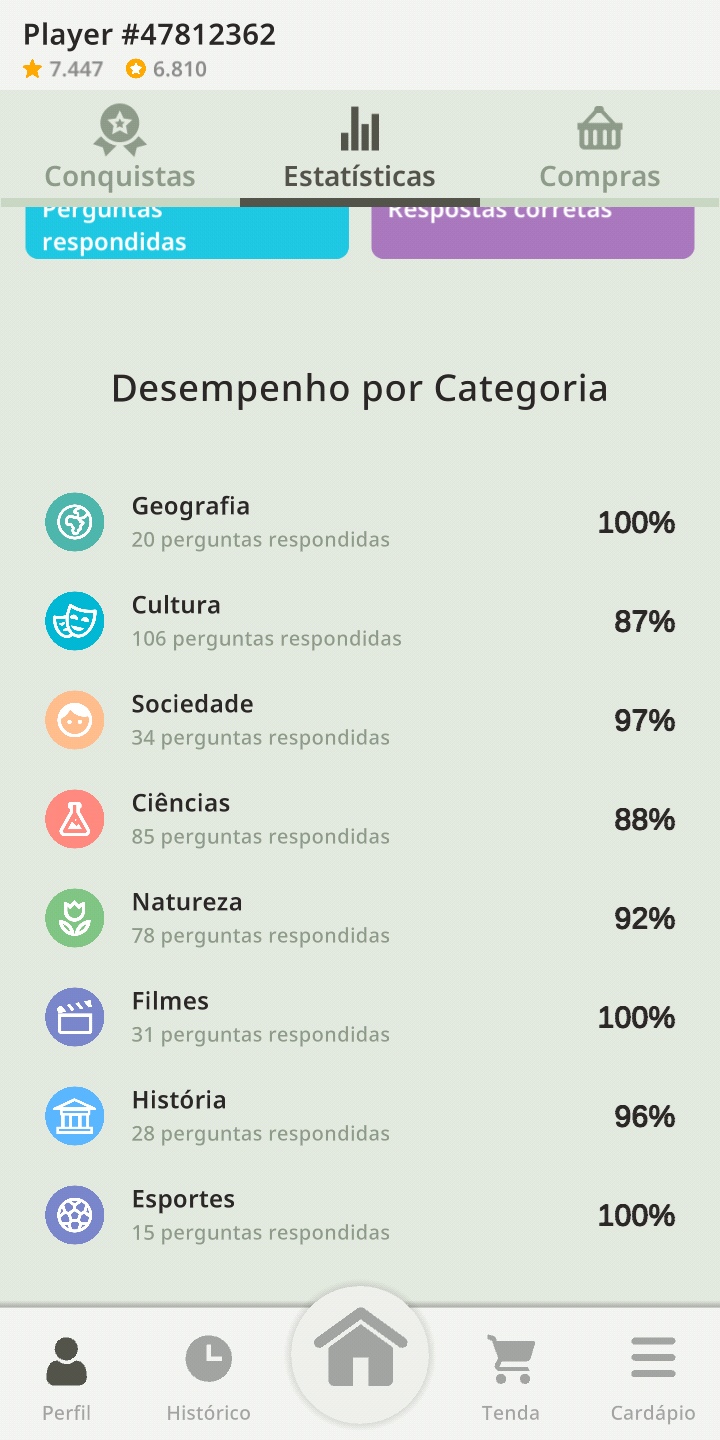 Player #47812362
7.447 6.810
Conquistas Estatísticas Compras
Perguntas
respondidas
Respostas corretas
Desempenho por Categoria
Geografia
20 perguntas respondidas
100%
Cultura
106 perguntas respondidas
87%
Sociedade
34 perguntas respondidas
97%
Ciências
85 perguntas respondidas
88%
Natureza
78 perguntas respondidas
92%
Filmes
31 perguntas respondidas
100%
História
28 perguntas respondidas
96%
Esportes
15 perguntas respondidas
100%
Perfil Histórico Tenda Cardápio